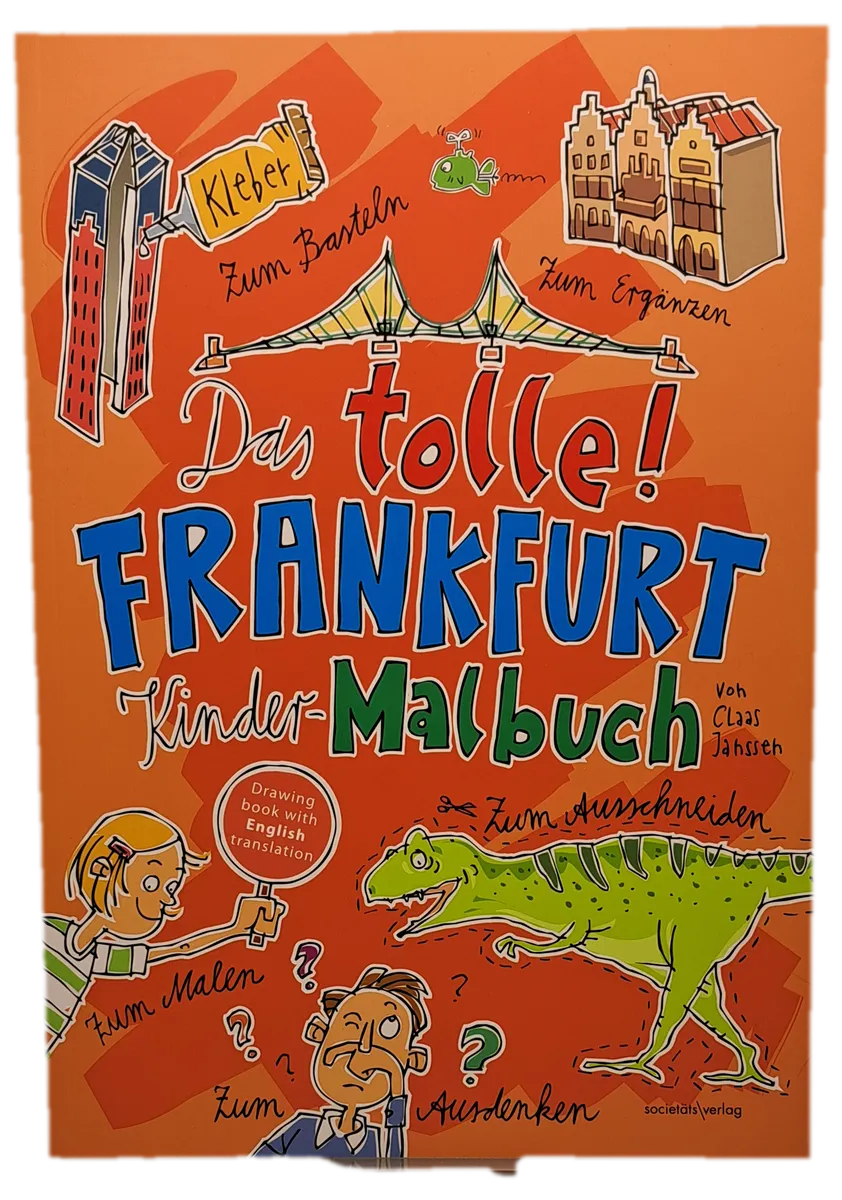 Kleber
Zum Basteln
Zum Ergänzen
Das tolle!
FRANKFURT
Kinder-Malbuch
von
Claas
Janssen
Drawing
book with
English
translation
Zum Ausschneiden
Zum Malen
? ? ? ? ?
Zum Ausdenken
societäts\verlag